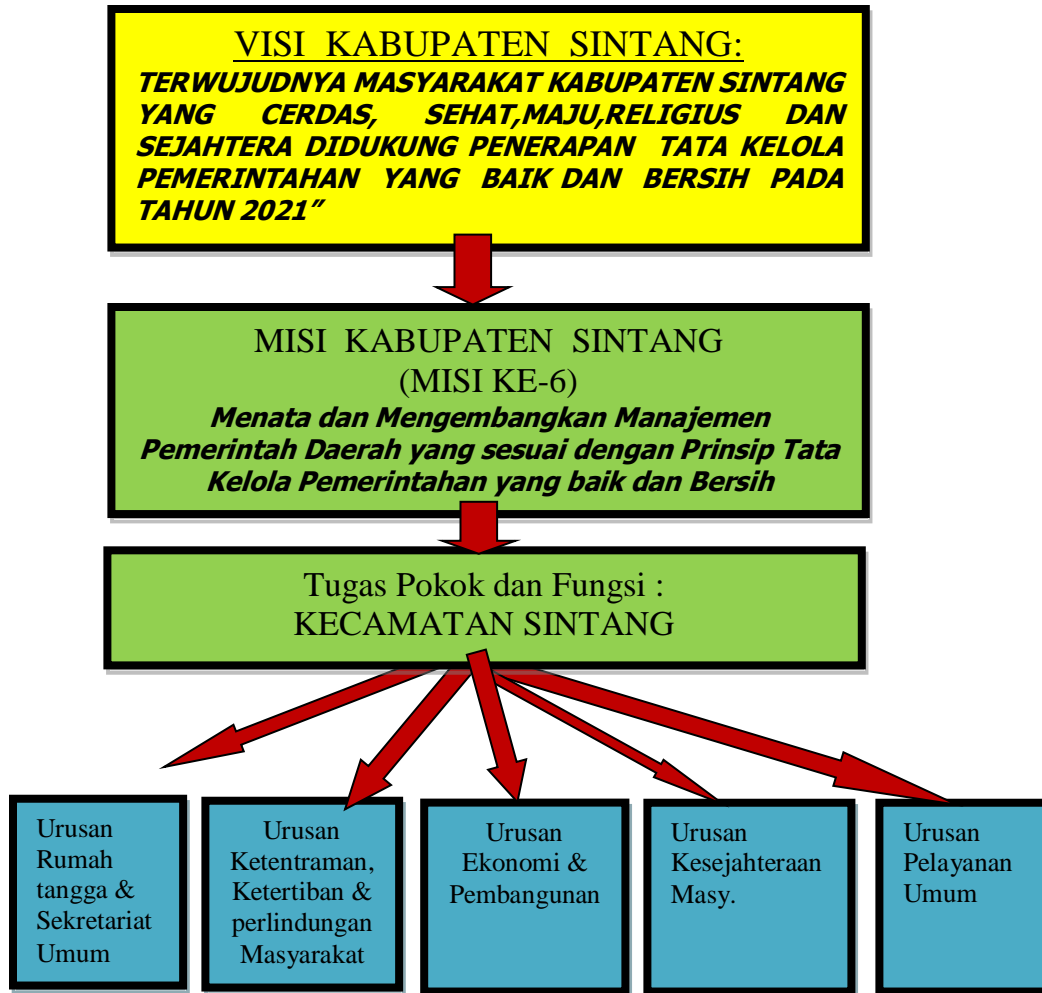 VISI KABUPATEN SINTANG:
TERWUJUDNYA MASYARAKAT KABUPATEN SINTANG
YANG CERDAS, SEHAT,MAJU,RELIGIUS DAN
SEJAHTERA DIDUKUNG PENERAPAN TATA KELOLA
PEMERINTAHAN YANG BAIK DAN BERSIH PADA
TAHUN 2021”
MISI KABUPATEN SINTANG
(MISI KE-6)
Menata dan Mengembangkan Manajemen
Pemerintah Daerah yang sesuai dengan Prinsip Tata
Kelola Pemerintahan yang baik dan Bersih
Tugas Pokok dan Fungsi :
KECAMATAN SINTANG
Urusan
Rumah
tangga &
Sekretariat
Umum
Urusan
Ketentraman,
Ketertiban &
perlindungan
Masyarakat
Urusan
Ekonomi &
Pembangunan
Urusan
Kesejahteraan
Masy.
Urusan
Pelayanan
Umum